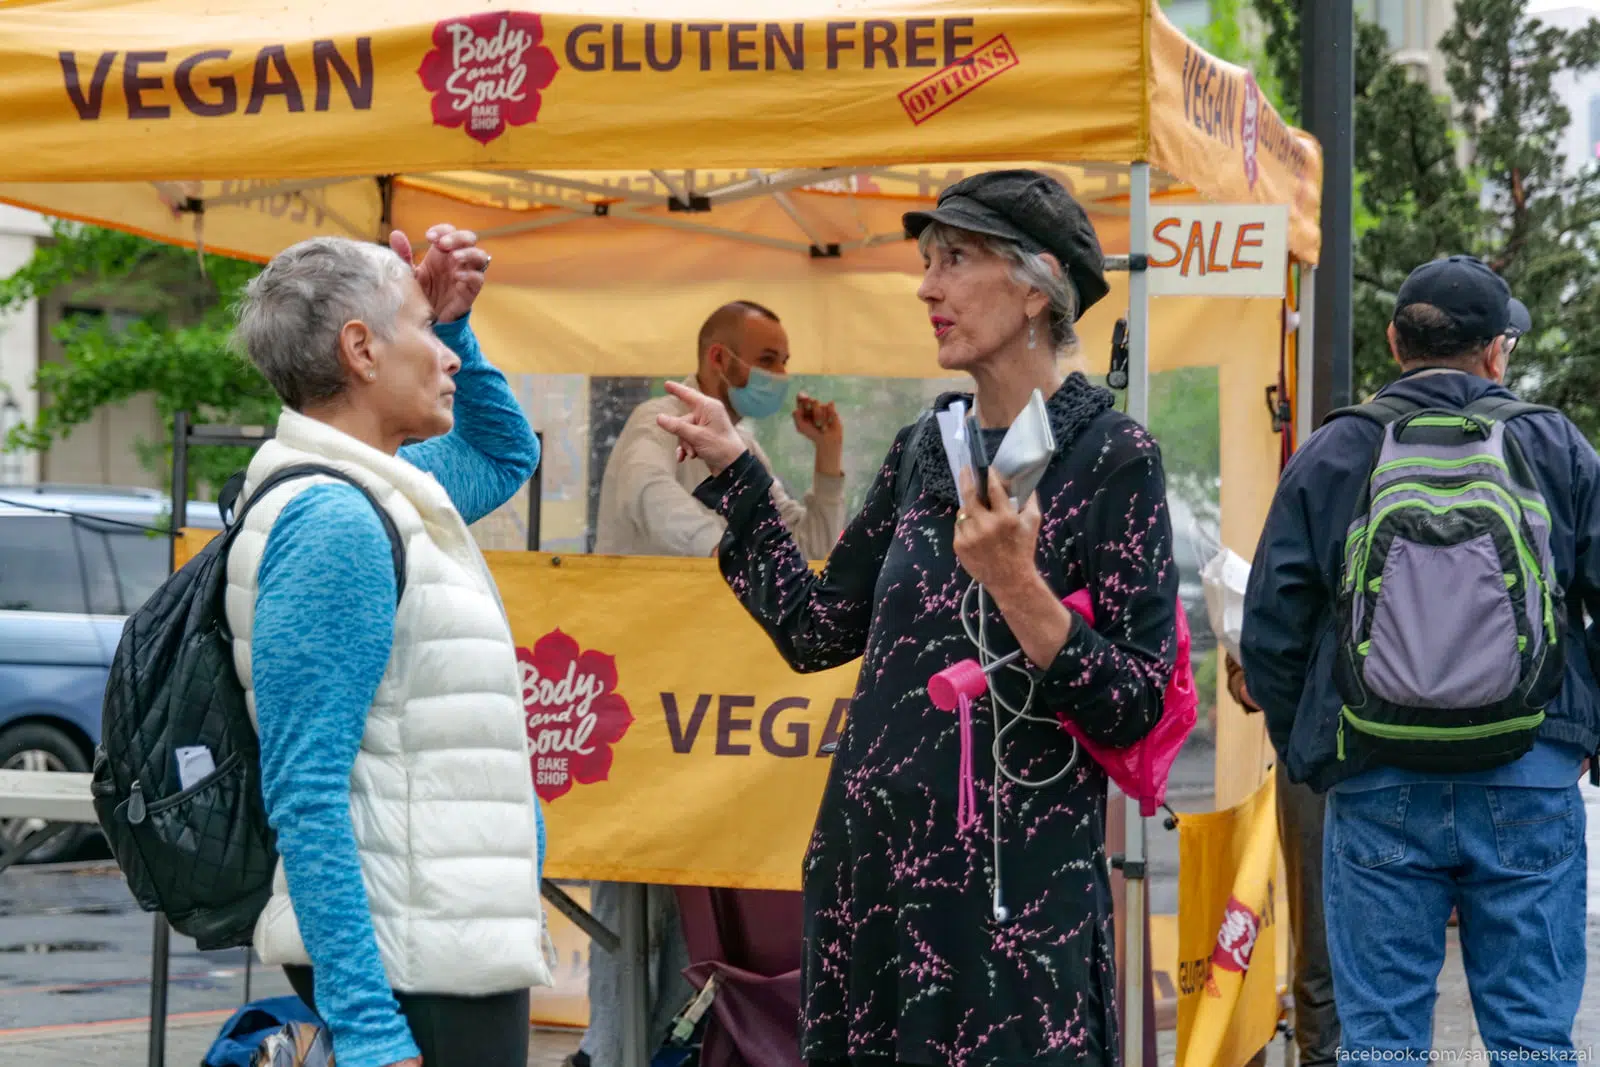 VEGAN
Body
and
Soul
BAKE
SHOP
GLUTEN FREE
OPTIONS
VEGAN
GLUTEN FREE
SALE
Body
and
Soul
BAKE
SHOP
VEGA
facebook.com/samsebeskazal